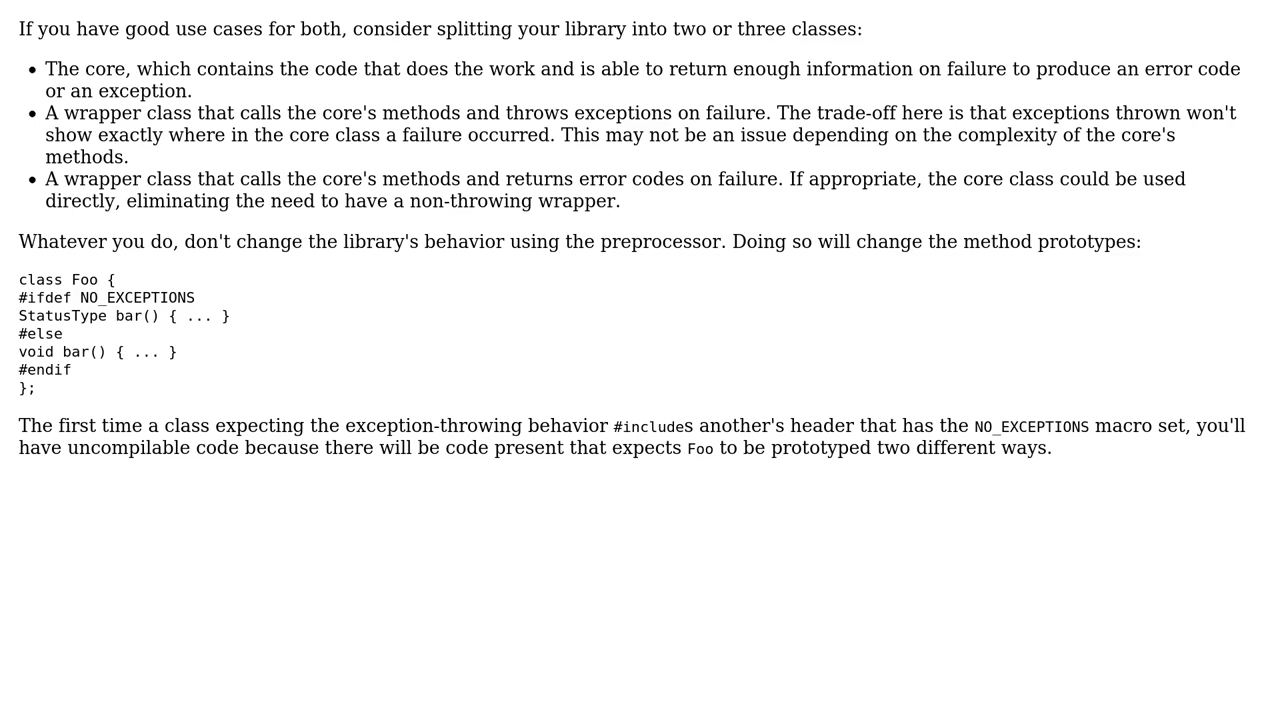 If you have good use cases for both, consider splitting your library into two or three classes:
• The core, which contains the code that does the work and is able to return enough information on failure to produce an error code
or an exception.
• A wrapper class that calls the core's methods and throws exceptions on failure. The trade-off here is that exceptions thrown won't
show exactly where in the core class a failure occurred. This may not be an issue depending on the complexity of the core's
methods.
• A wrapper class that calls the core's methods and returns error codes on failure. If appropriate, the core class could be used
directly, eliminating the need to have a non-throwing wrapper.
Whatever you do, don't change the library's behavior using the preprocessor. Doing so will change the method prototypes:
class Foo {
#ifdef NO_EXCEPTIONS
StatusType bar() { ... }
#else
void bar() { ... }
#endif
};
The first time a class expecting the exception-throwing behavior #includes another's header that has the NO_EXCEPTIONS macro set, you'll
have uncompilable code because there will be code present that expects Foo to be prototyped two different ways.